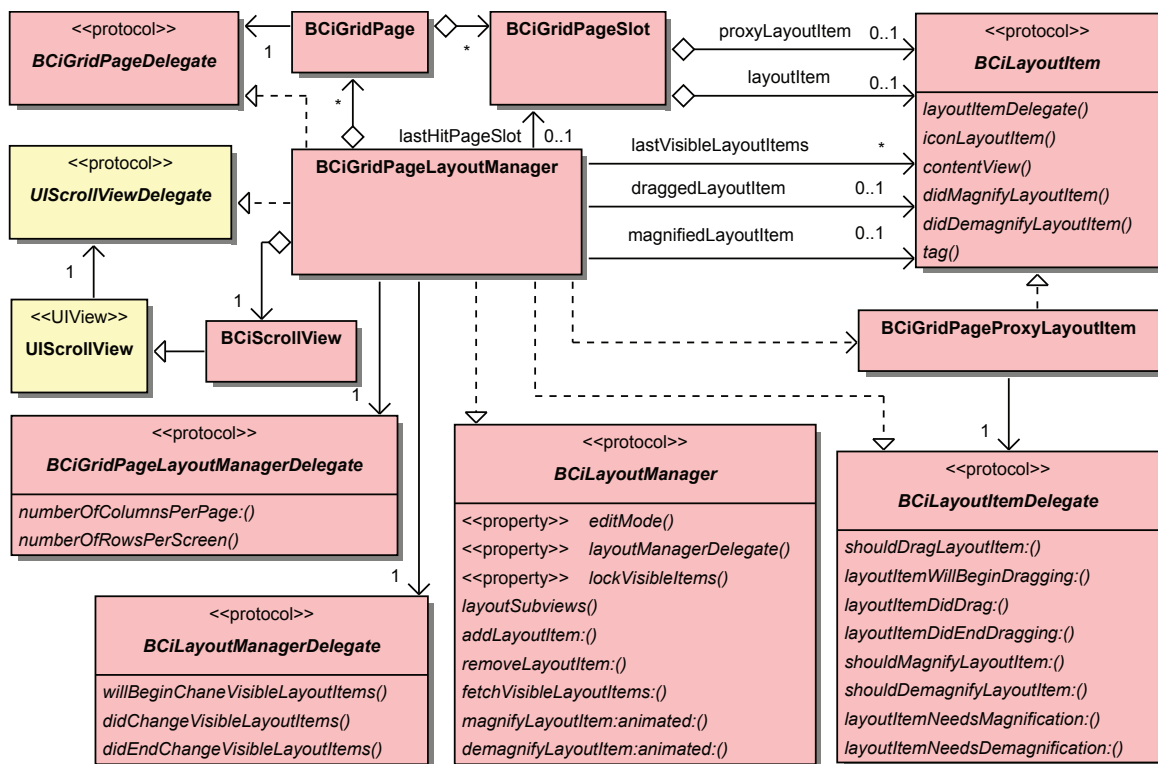 <<protocol>>
BCiGridPageDelegate
1
BCiGridPage
*
BCiGridPageSlot
proxyLayoutItem
0..1
layoutItem
0..1
<<protocol>>
BCiLayoutItem
layoutItemDelegate()
iconLayoutItem()
contentView()
didMagnifyLayoutItem()
didDemagnifyLayoutItem()
tag()
*
lastHitPageSlot
0..1
BCiGridPageLayoutManager
lastVisibleLayoutItems
*
draggedLayoutItem
0..1
magnifiedLayoutItem
0..1
<<protocol>>
UIScrollViewDelegate
1
<<UIView>>
UIScrollView
1
BCiScrollView
BCiGridPageProxyLayoutItem
1
<<protocol>>
BCiGridPageLayoutManagerDelegate
numberOfColumnsPerPage:()
numberOfRowsPerScreen()
1
<<protocol>>
BCiLayoutManagerDelegate
willBeginChaneVisibleLayoutItems()
didChangeVisibleLayoutItems()
didEndChangeVisibleLayoutItems()
<<protocol>>
BCiLayoutManager
<<property>> editMode()
<<property>> layoutManagerDelegate()
<<property>> lockVisibleItems()
layoutSubviews()
addLayoutItem:()
removeLayoutItem:()
fetchVisibleLayoutItems:()
magnifyLayoutItem:animated:()
demagnifyLayoutItem:animated:()
1
<<protocol>>
BCiLayoutItemDelegate
shouldDragLayoutItem:()
layoutItemWillBeginDragging:()
layoutItemDidDrag:()
layoutItemDidEndDragging:()
shouldMagnifyLayoutItem:()
shouldDemagnifyLayoutItem:()
layoutItemNeedsMagnification:()
layoutItemNeedsDemagnification:()